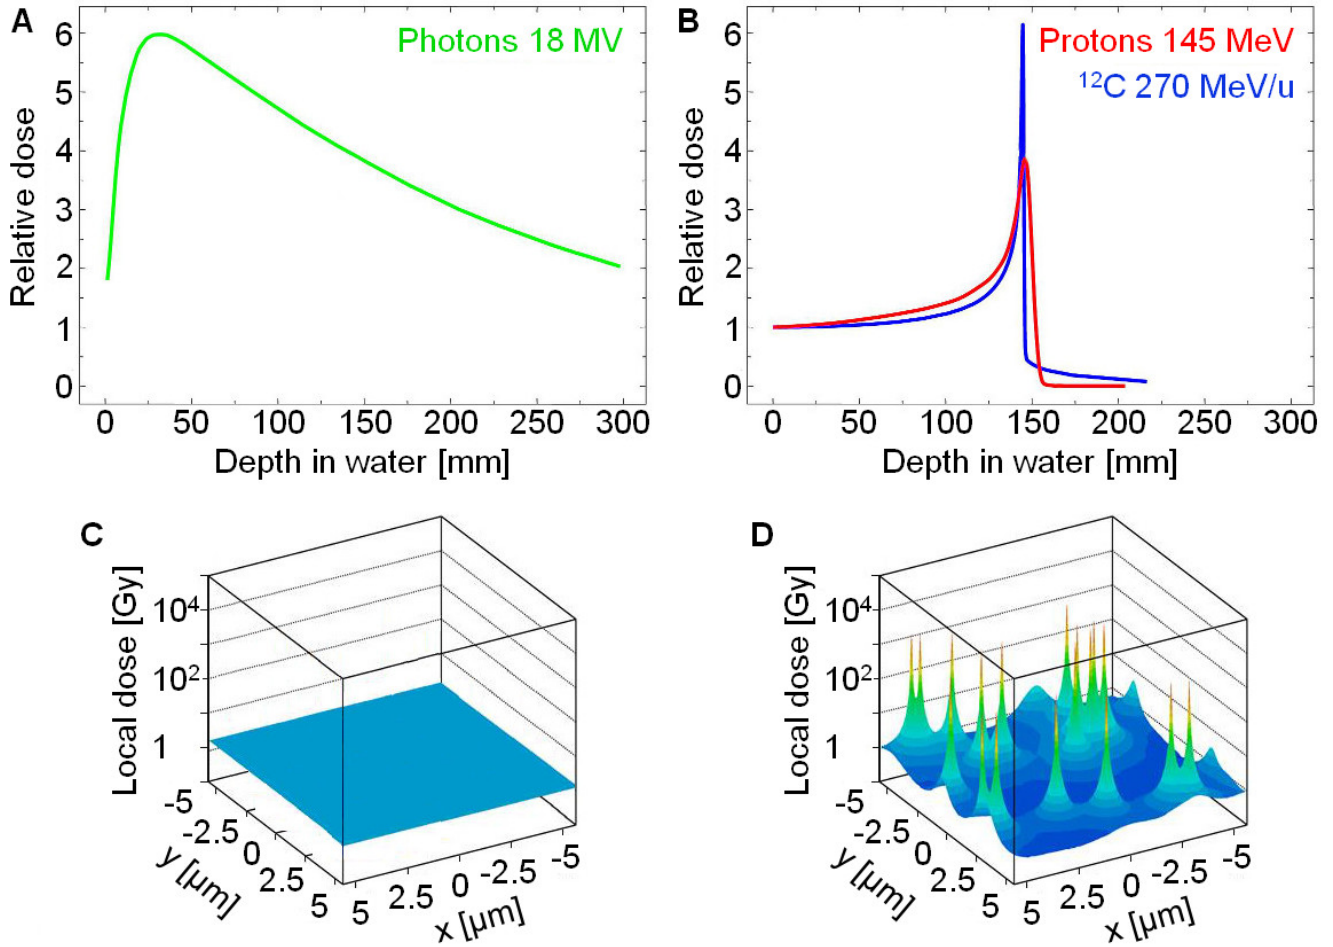 A
Photons 18 MV
Relative dose
6
5
4
3
2
1
0
0 50 100 150 200 250 300
Depth in water [mm]
B
Protons 145 MeV
¹²C 270 MeV/u
Relative dose
6
5
4
3
2
1
0
0 50 100 150 200 250 300
Depth in water [mm]
C
Local dose [Gy]
10⁴
10²
1
-5
-2.5
0
2.5
5
y [µm]
5 2.5 0 -2.5 -5
x [µm]
D
Local dose [Gy]
10⁴
10²
1
-5
-2.5
0
2.5
5
y [µm]
5 2.5 0 -2.5 -5
x [µm]